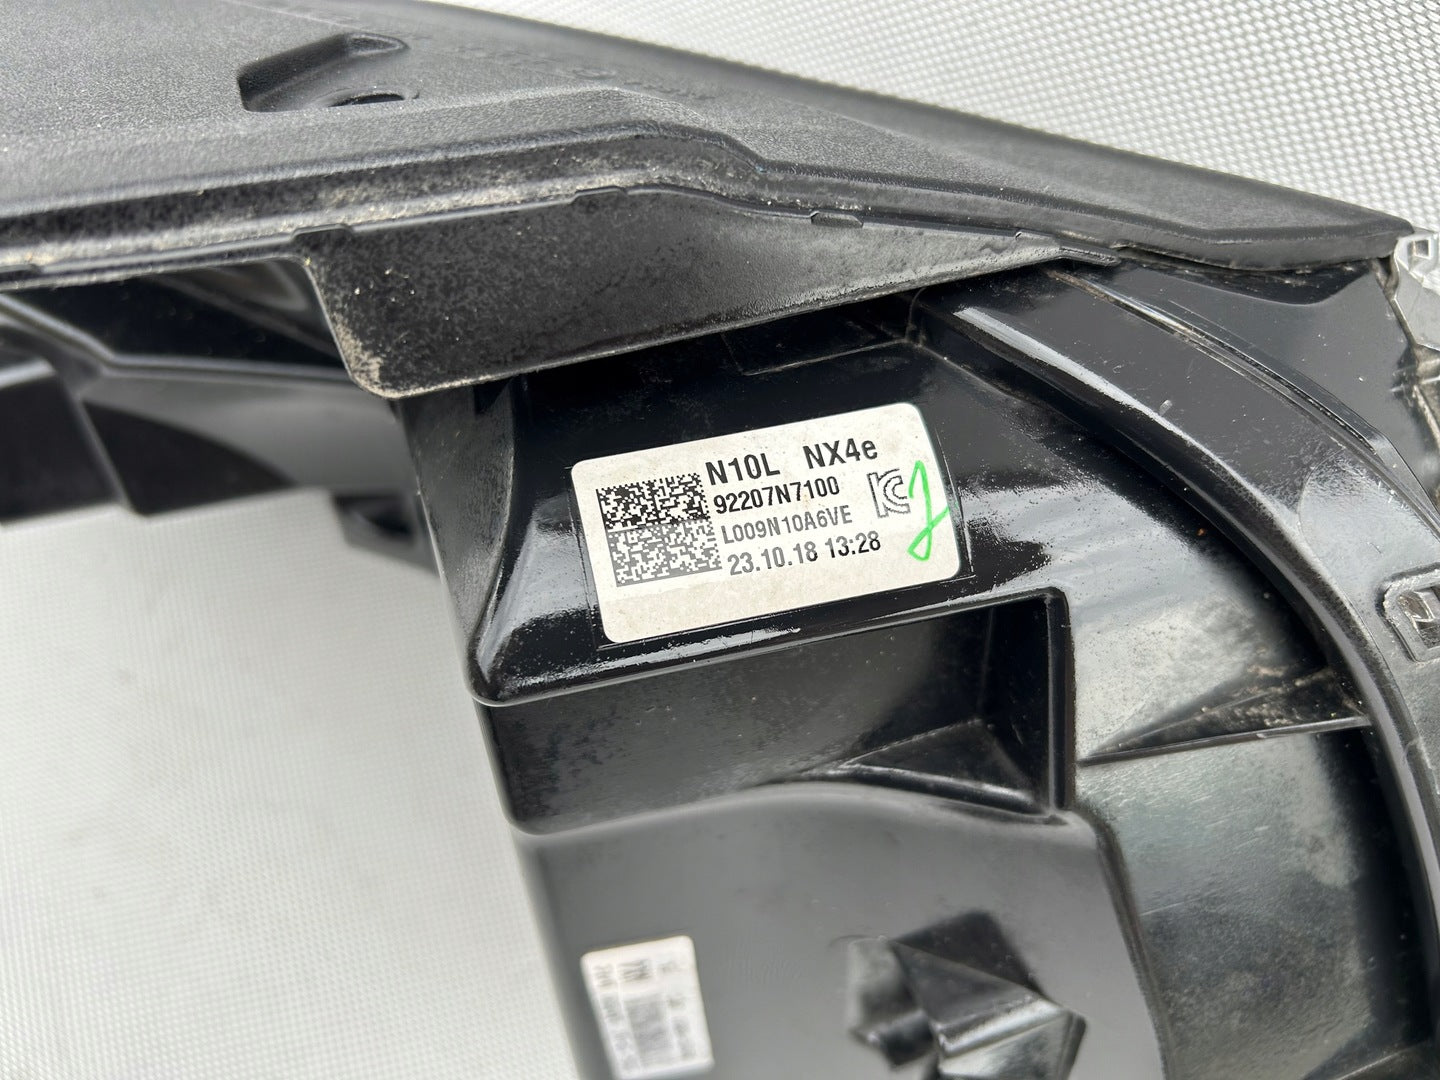 N10L NX4e
92207N7100
L009N10A6VE
23.10.18 13:28